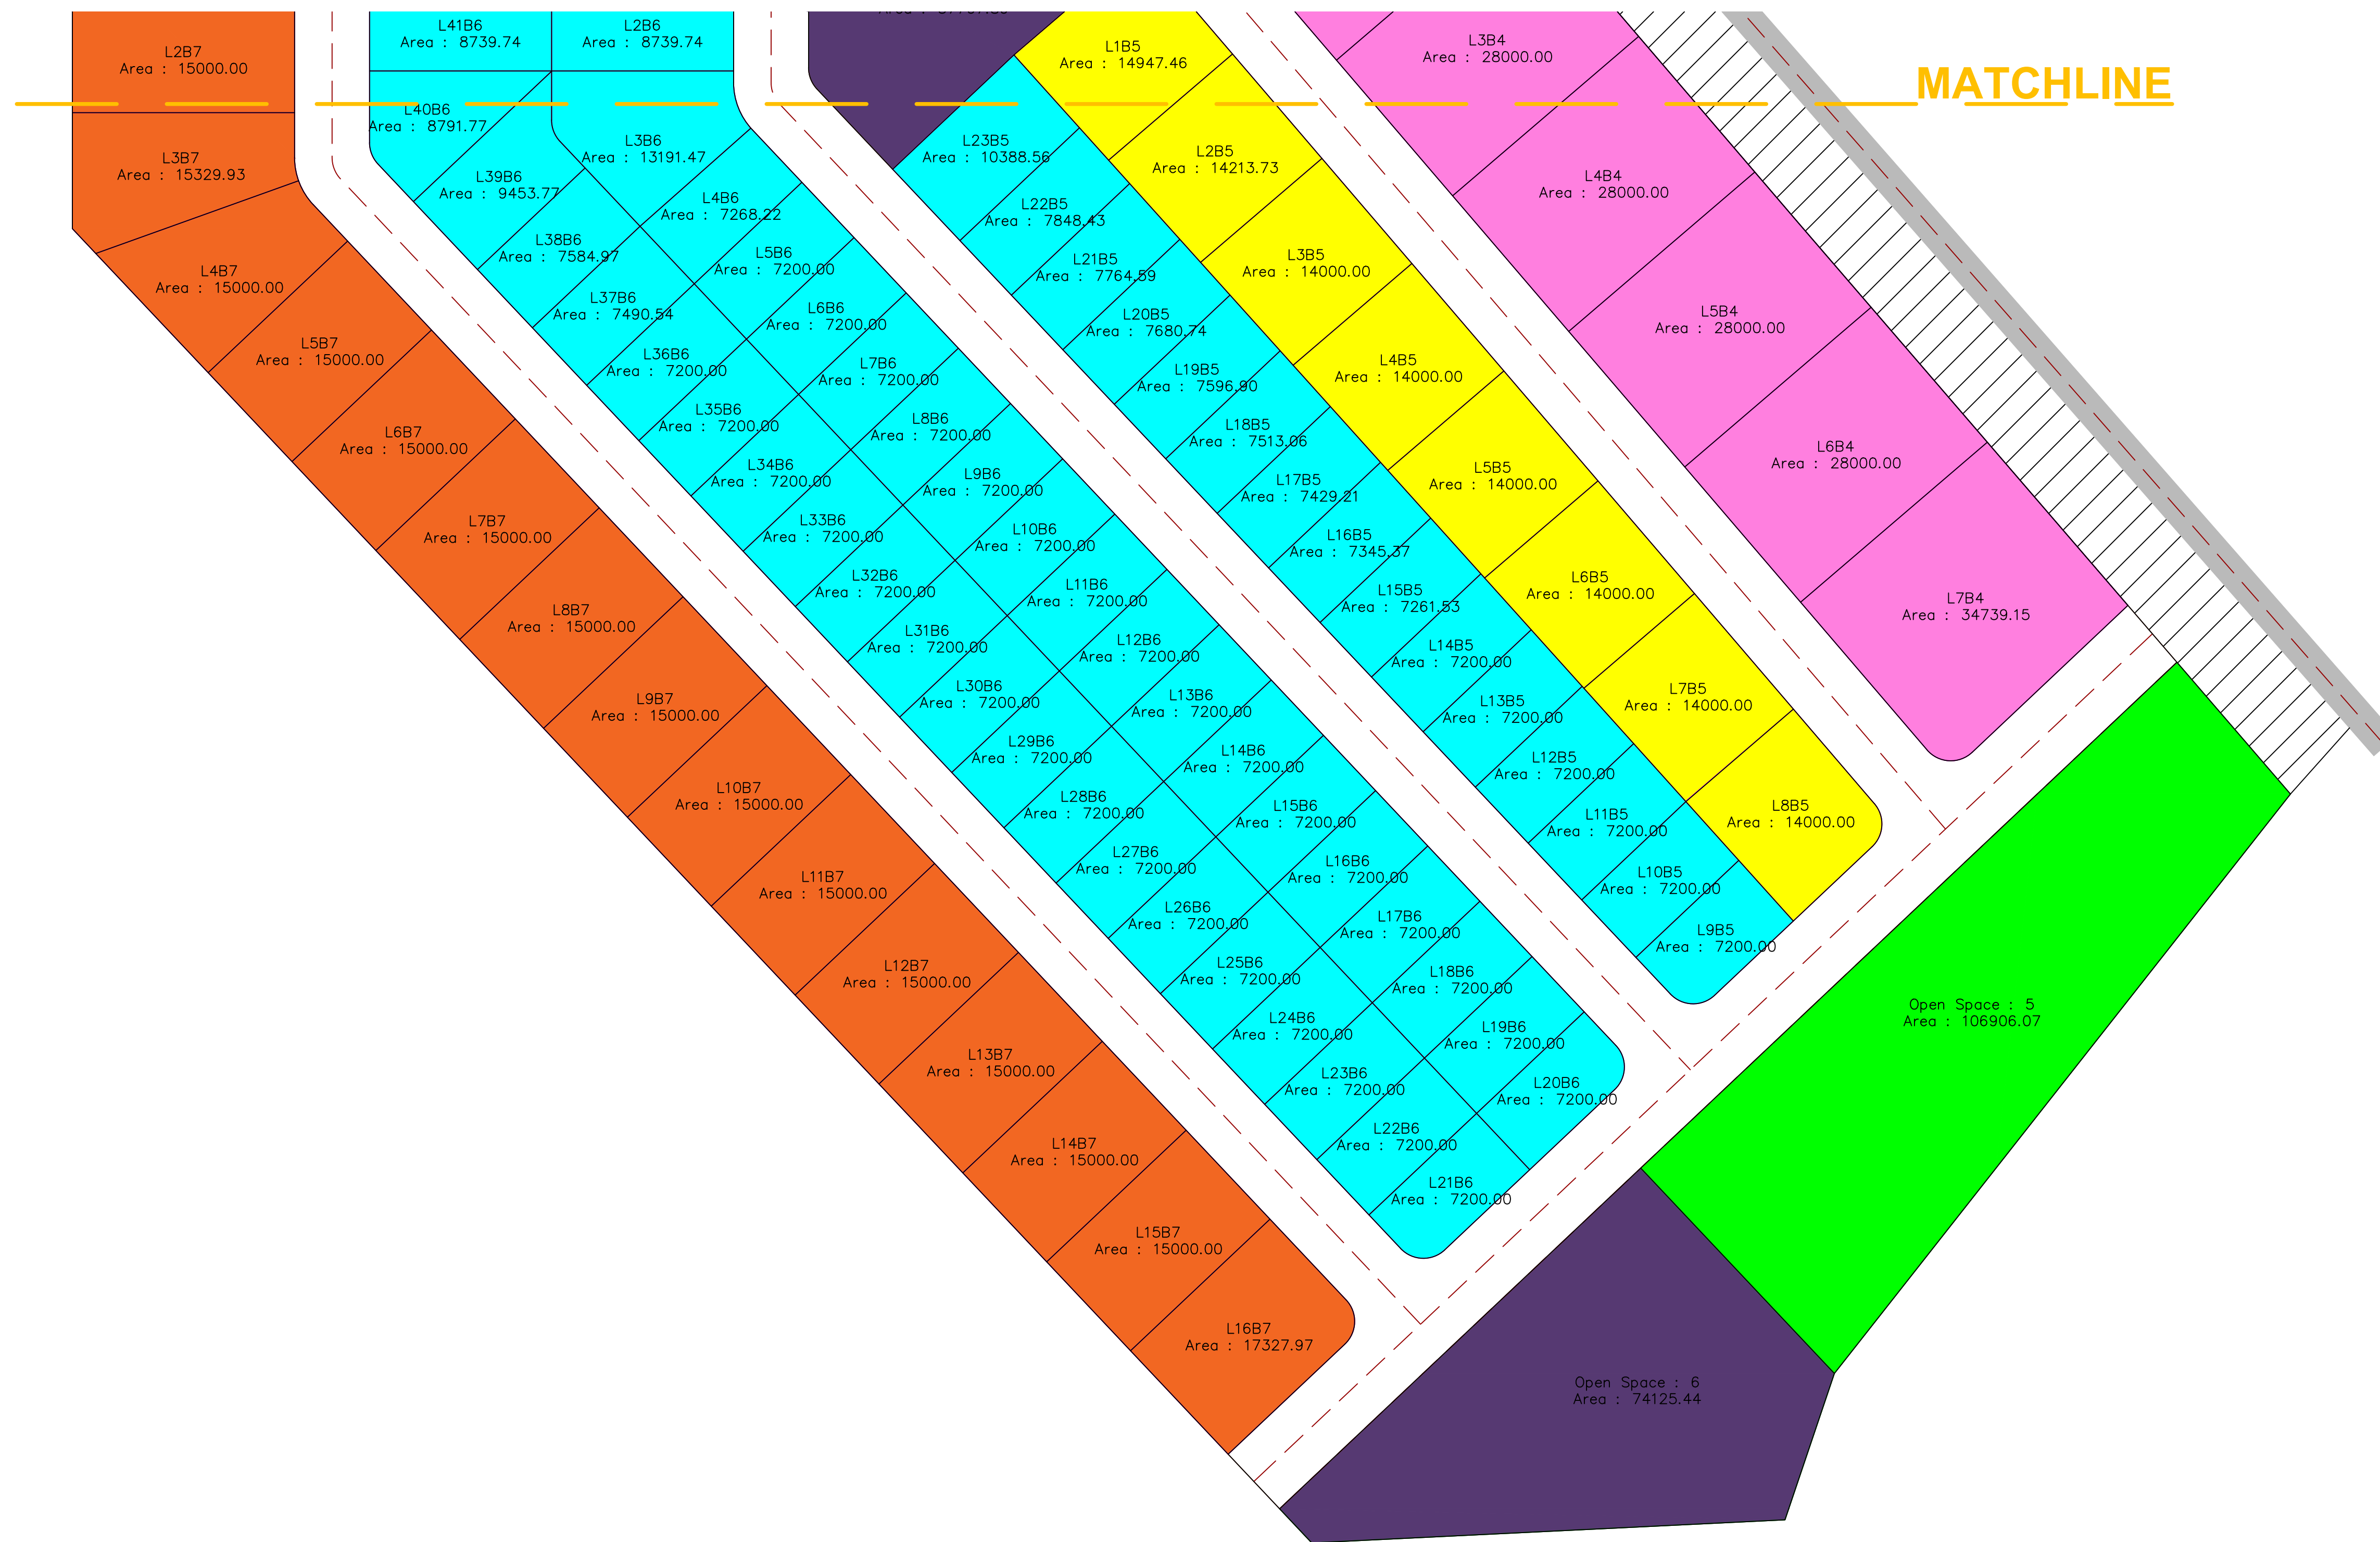 MATCHLINE
L2B7
Area : 15000.00
L3B7
Area : 15329.93
L4B7
Area : 15000.00
L5B7
Area : 15000.00
L6B7
Area : 15000.00
L7B7
Area : 15000.00
L8B7
Area : 15000.00
L9B7
Area : 15000.00
L10B7
Area : 15000.00
L11B7
Area : 15000.00
L12B7
Area : 15000.00
L13B7
Area : 15000.00
L14B7
Area : 15000.00
L15B7
Area : 15000.00
L16B7
Area : 17327.97
L41B6
Area : 8739.74
L40B6
Area : 8791.77
L39B6
Area : 9453.77
L38B6
Area : 7584.97
L37B6
Area : 7490.54
L36B6
Area : 7200.00
L35B6
Area : 7200.00
L34B6
Area : 7200.00
L33B6
Area : 7200.00
L32B6
Area : 7200.00
L31B6
Area : 7200.00
L30B6
Area : 7200.00
L29B6
Area : 7200.00
L28B6
Area : 7200.00
L27B6
Area : 7200.00
L26B6
Area : 7200.00
L25B6
Area : 7200.00
L24B6
Area : 7200.00
L23B6
Area : 7200.00
L22B6
Area : 7200.00
L21B6
Area : 7200.00
L2B6
Area : 8739.74
L3B6
Area : 13191.47
L4B6
Area : 7268.22
L5B6
Area : 7200.00
L6B6
Area : 7200.00
L7B6
Area : 7200.00
L8B6
Area : 7200.00
L9B6
Area : 7200.00
L10B6
Area : 7200.00
L11B6
Area : 7200.00
L12B6
Area : 7200.00
L13B6
Area : 7200.00
L14B6
Area : 7200.00
L15B6
Area : 7200.00
L16B6
Area : 7200.00
L17B6
Area : 7200.00
L18B6
Area : 7200.00
L19B6
Area : 7200.00
L20B6
Area : 7200.00
L23B5
Area : 10388.56
L22B5
Area : 7848.43
L21B5
Area : 7764.59
L20B5
Area : 7680.74
L19B5
Area : 7596.90
L18B5
Area : 7513.06
L17B5
Area : 7429.21
L16B5
Area : 7345.37
L15B5
Area : 7261.53
L14B5
Area : 7200.00
L13B5
Area : 7200.00
L12B5
Area : 7200.00
L11B5
Area : 7200.00
L10B5
Area : 7200.00
L9B5
Area : 7200.00
L1B5
Area : 14947.46
L2B5
Area : 14213.73
L3B5
Area : 14000.00
L4B5
Area : 14000.00
L5B5
Area : 14000.00
L6B5
Area : 14000.00
L7B5
Area : 14000.00
L8B5
Area : 14000.00
L3B4
Area : 28000.00
L4B4
Area : 28000.00
L5B4
Area : 28000.00
L6B4
Area : 28000.00
L7B4
Area : 34739.15
Open Space : 5
Area : 106906.07
Open Space : 6
Area : 74125.44